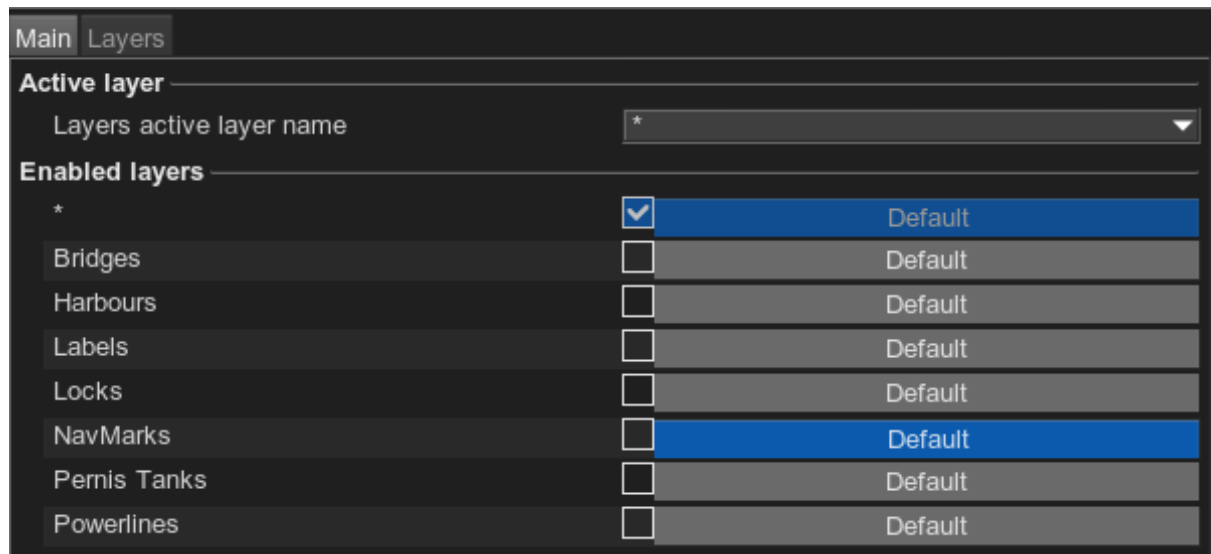 Main Layers
Active layer
Layers active layer name *
Enabled layers
* Default
Bridges Default
Harbours Default
Labels Default
Locks Default
NavMarks Default
Pernis Tanks Default
Powerlines Default